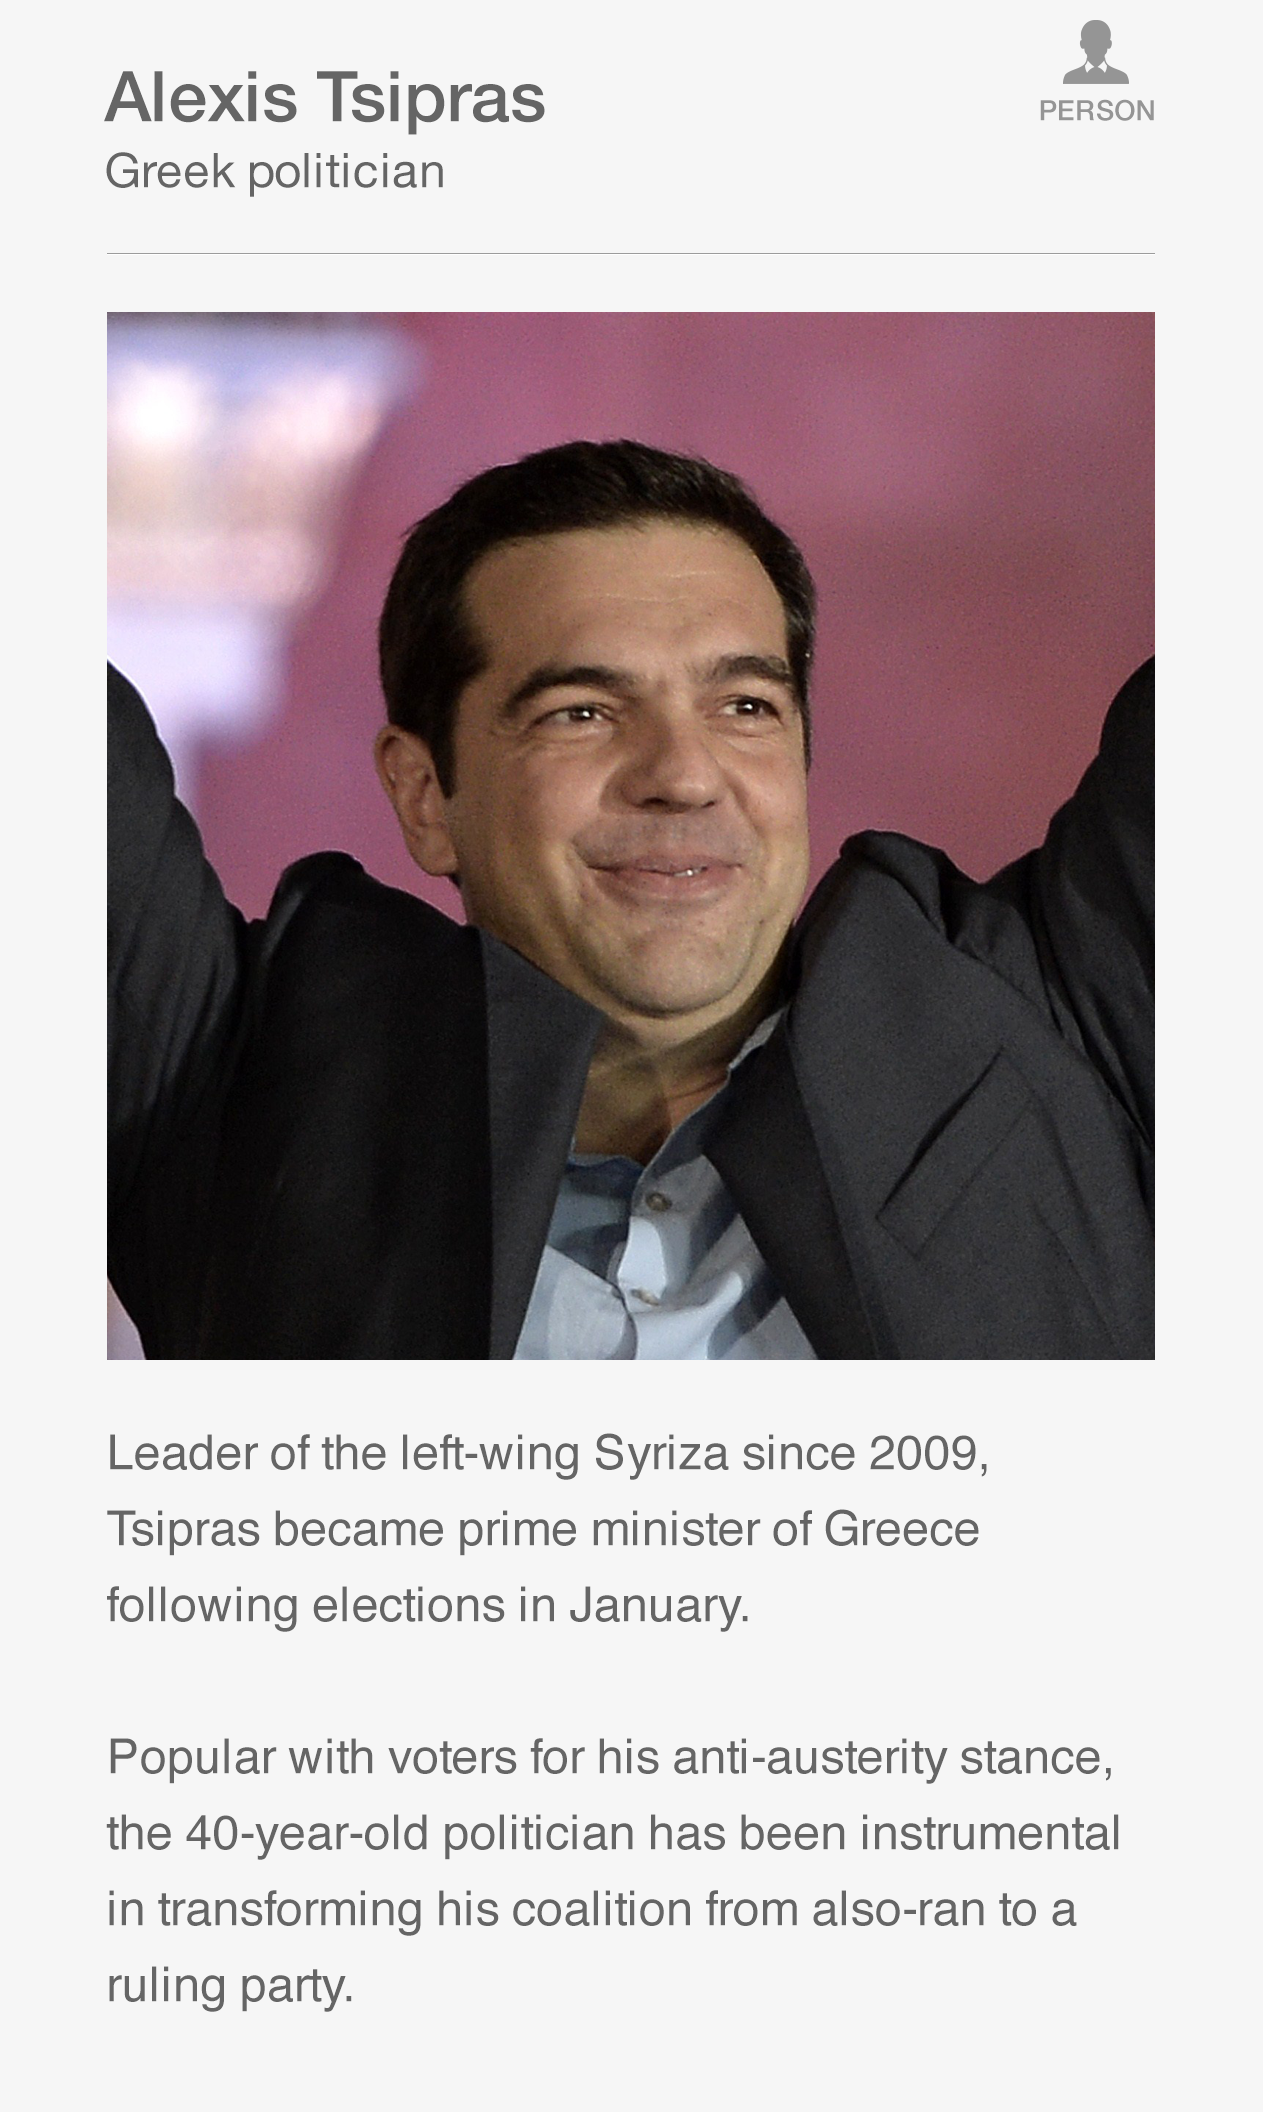 PERSON
Alexis Tsipras
Greek politician
Leader of the left-wing Syriza since 2009,
Tsipras became prime minister of Greece
following elections in January.
Popular with voters for his anti-austerity stance,
the 40-year-old politician has been instrumental
in transforming his coalition from also-ran to a
ruling party.